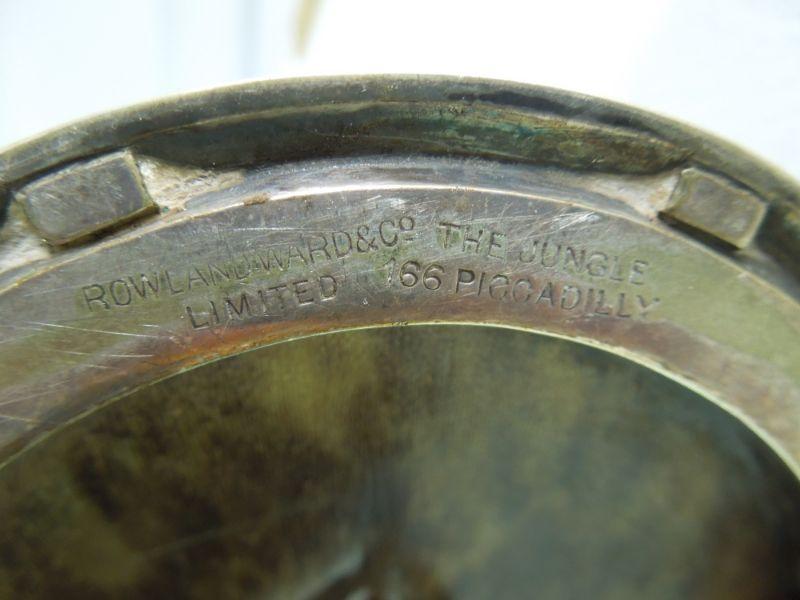 ROWLAND WARD & Cº THE JUNGLE
LIMITED 166 PICCADILLY